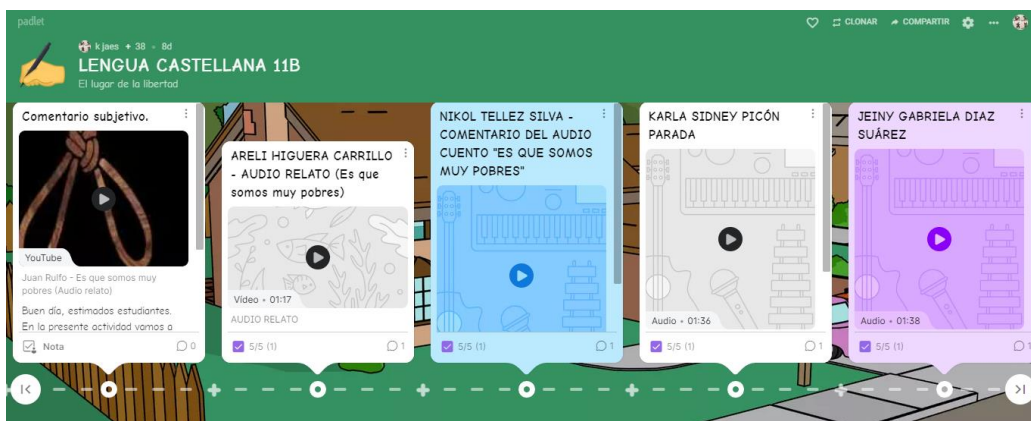 padlet
CLONAR
COMPARTIR
kjaes + 38 • 8d
LENGUA CASTELLANA 11B
El lugar de la libertad
Comentario subjetivo.
YouTube
Juan Rulfo - Es que somos muy
pobres (Audio relato)
Buen día, estimados estudiantes.
En la presente actividad vamos a
Nota
0
ARELI HIGUERA CARRILLO
- AUDIO RELATO (Es que
somos muy pobres)
Vídeo • 01:17
AUDIO RELATO
5/5 (1)
1
NIKOL TELLEZ SILVA -
COMENTARIO DEL AUDIO
CUENTO "ES QUE SOMOS
MUY POBRES"
5/5 (1)
1
KARLA SIDNEY PICÓN
PARADA
Audio • 01:36
5/5 (1)
1
JEINY GABRIELA DIAZ
SUÁREZ
Audio • 01:38
5/5 (1)
1